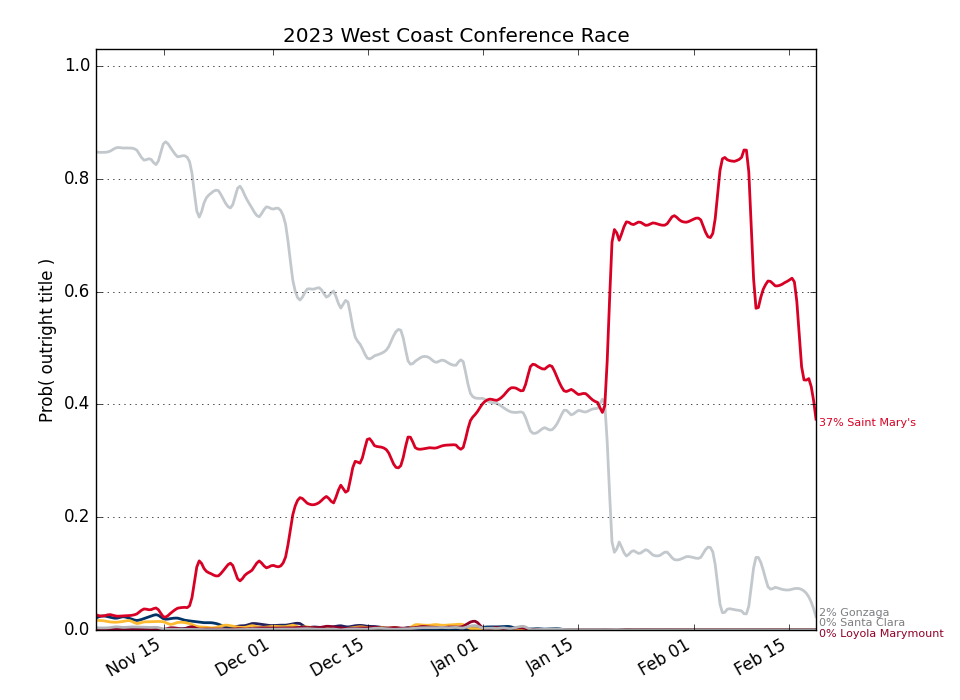 2023 West Coast Conference Race
Prob( outright title )
1.0
0.8
0.6
0.4
0.2
0.0
Nov 15
Dec 01
Dec 15
Jan 01
Jan 15
Feb 01
Feb 15
37% Saint Mary's
2% Gonzaga
0% Santa Clara
0% Loyola Marymount